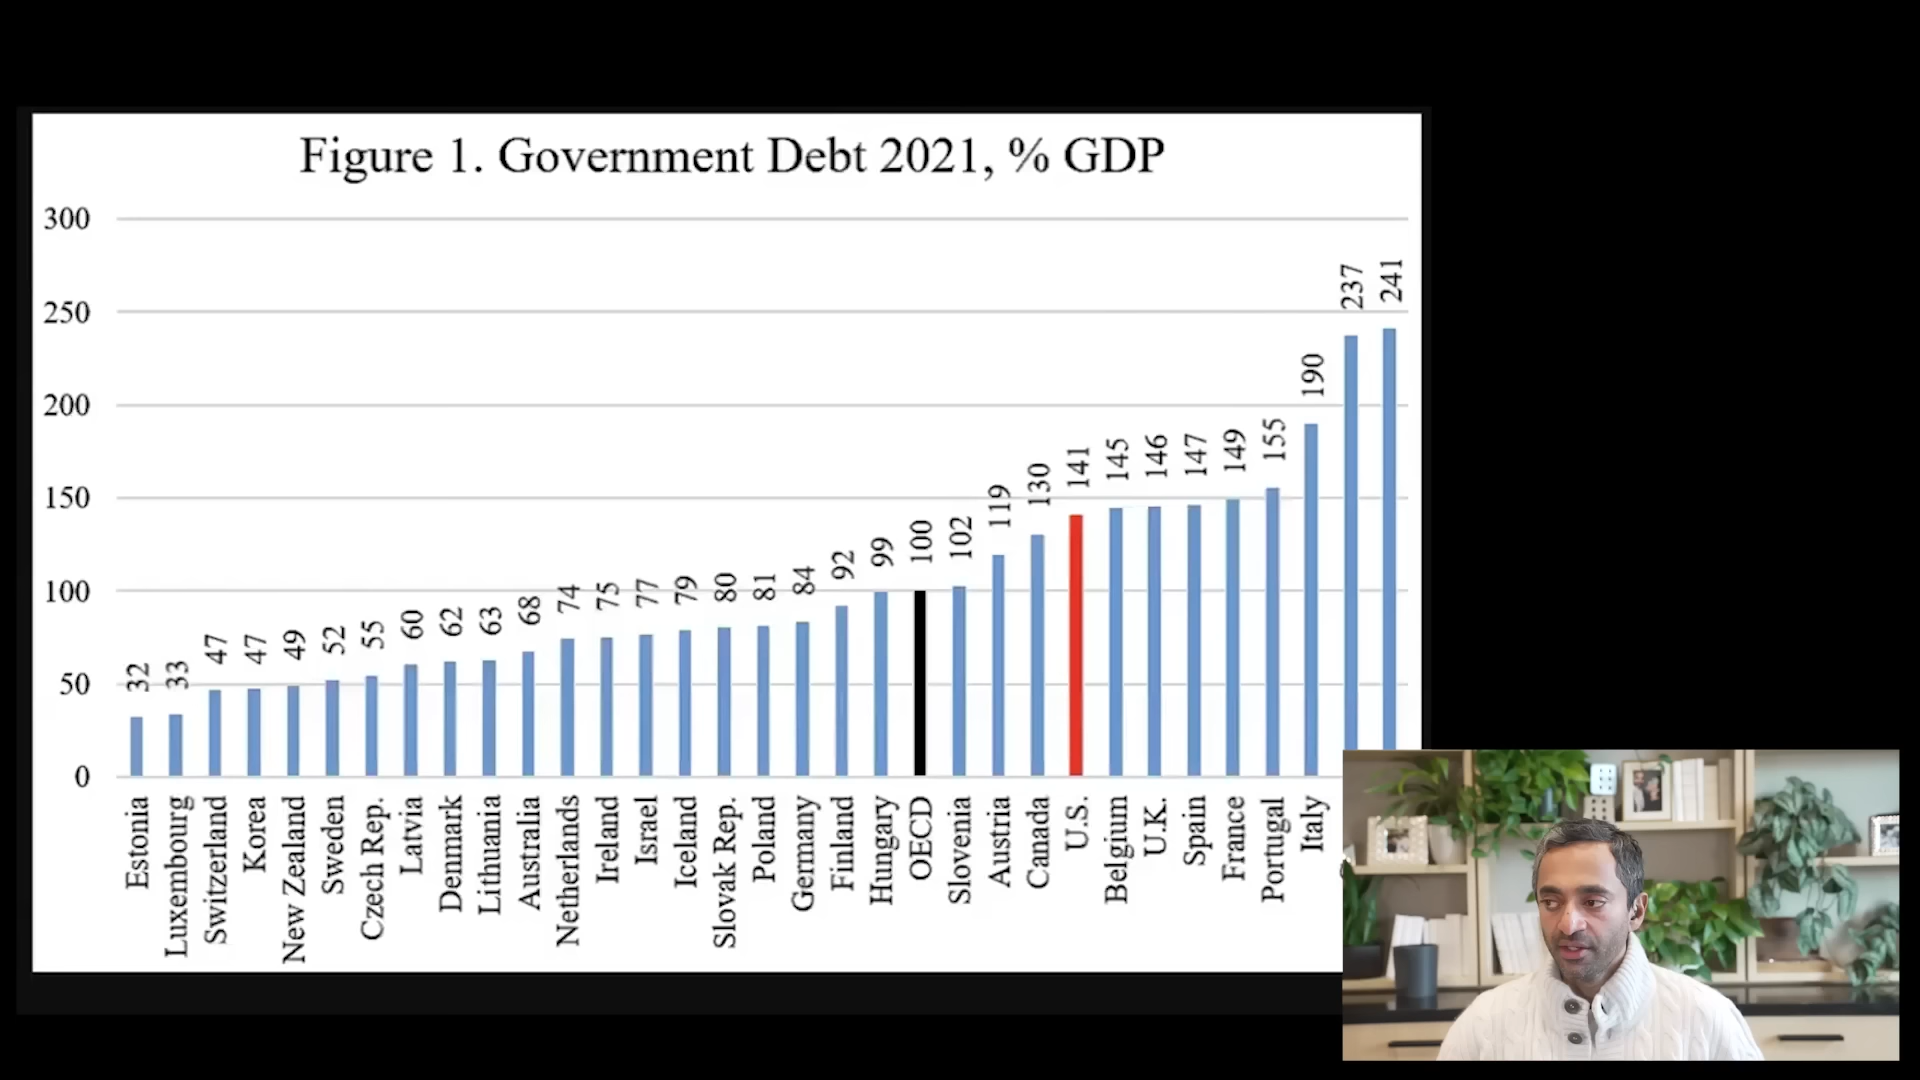 Figure 1. Government Debt 2021, % GDP
300
250
200
150
100
50
0
32
33
47
47
49
52
55
60
62
63
68
74
75
77
79
80
81
84
92
99
100
102
119
130
141
145
146
147
149
155
190
237
241
Estonia
Luxembourg
Switzerland
Korea
New Zealand
Sweden
Czech Rep.
Latvia
Denmark
Lithuania
Australia
Netherlands
Ireland
Israel
Iceland
Slovak Rep.
Poland
Germany
Finland
Hungary
OECD
Slovenia
Austria
Canada
U.S.
Belgium
U.K.
Spain
France
Portugal
Italy